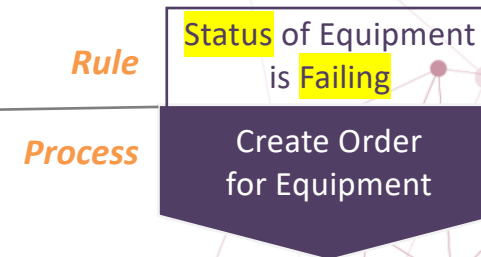 Rule
Status of Equipment
is Failing
Process
Create Order
for Equipment